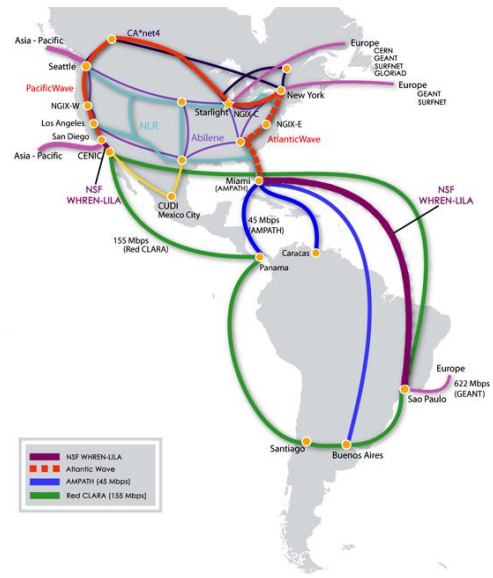 CA*net4
Asia - Pacific
Europe
CERN
GEANT
SURFNET
GLORIAD
Seattle
Europe
GEANT
SURFNET
PacificWave
New York
Starlight
NGIX-C
NGIX-W
NLR
NGIX-E
Los Angeles
Abilene
AtlanticWave
San Diego
Asia - Pacific
CENIC
NSF
WHREN-LILA
Miami
(AMPATH)
NSF
WHREN-LILA
CUDI
Mexico City
45 Mbps
(AMPATH)
155 Mbps
(Red CLARA)
Caracas
Panama
Europe
622 Mbps
(GEANT)
Sao Paulo
Santiago
Buenos Aires
NSF WHREN-LILA
Atlantic Wave
AMPATH (45 Mbps)
Red CLARA (155 Mbps)